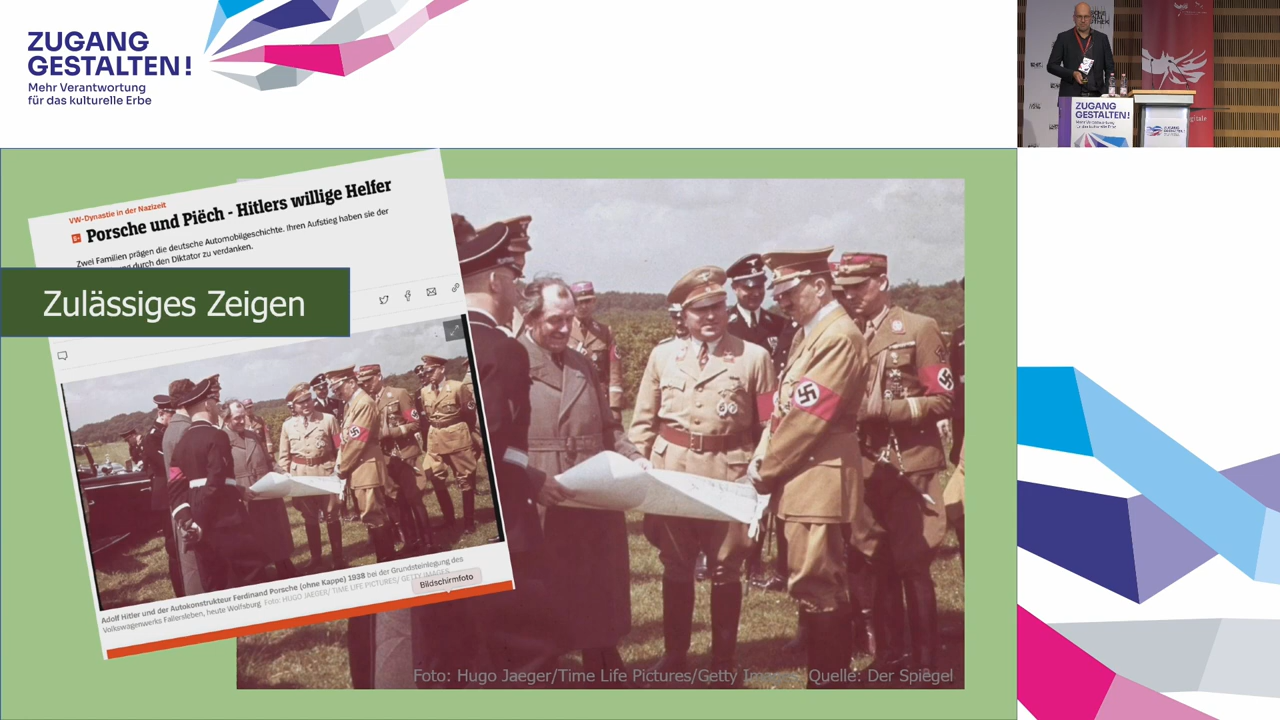 ZUGANG
GESTALTEN!
Mehr Verantwortung
für das kulturelle Erbe
VW-Dynastie in der Nazizeit
S+ Porsche und Piëch - Hitlers willige Helfer
Zwei Familien prägen die deutsche Automobilgeschichte. Ihren Aufstieg haben sie der
durch den Diktator zu verdanken.
Zulässiges Zeigen
Adolf Hitler und der Autokonstrukteur Ferdinand Porsche (ohne Kappe) 1938 bei der Grundsteinlegung des
Volkswagenwerks Fallersleben, heute Wolfsburg. Foto: HUGO JAEGER/ TIME LIFE PICTURES/ GETTY IMAGES
Bildschirmfoto
Foto: Hugo Jaeger/Time Life Pictures/Getty Images, Quelle: Der Spiegel
ZUGANG
GESTALTEN!